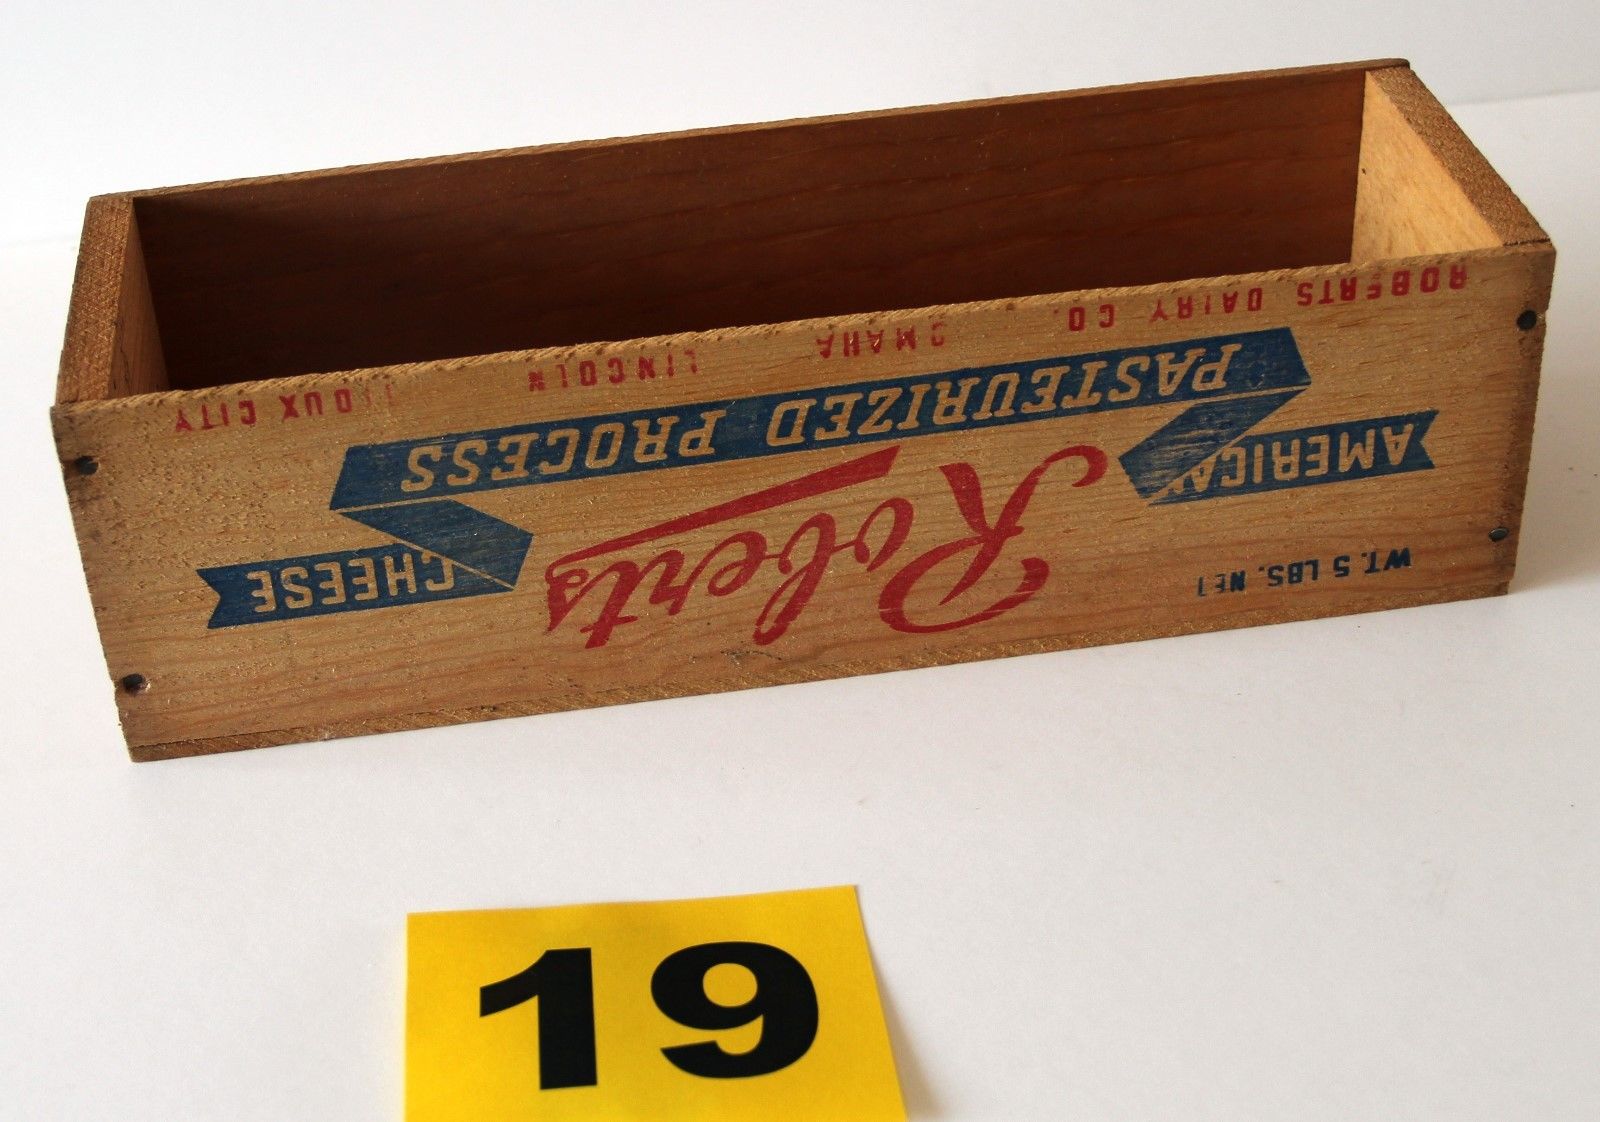 WT. 5 LBS. NET
Roberts
AMERICAN PASTEURIZED PROCESS CHEESE
ROBERTS DAIRY CO. OMAHA LINCOLN SIOUX CITY
19